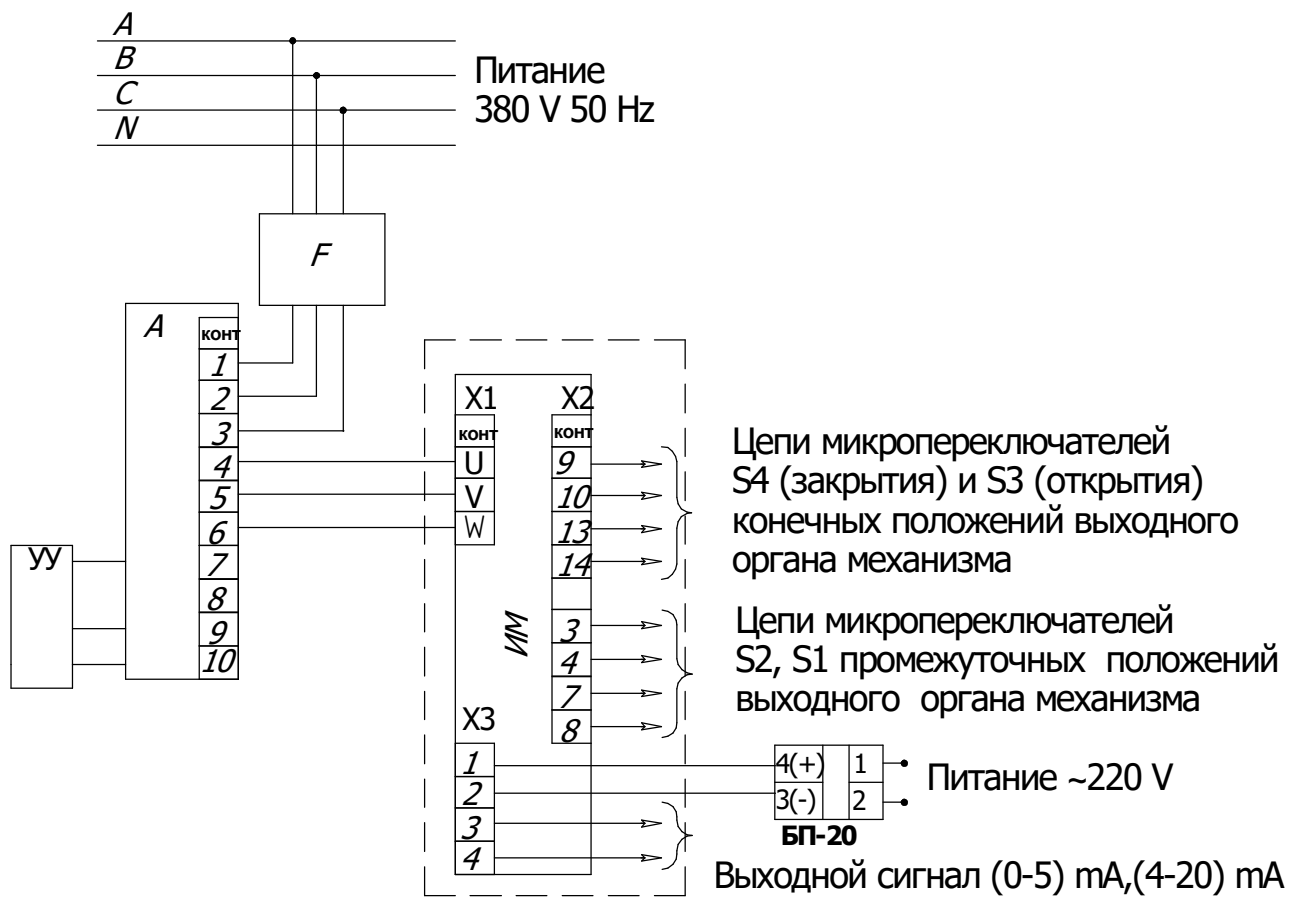 A
B
C
N
Питание
380 V 50 Hz
F
A
конт
1
2
3
4
5
6
7
8
9
10
УУ
X1
конт
U
V
W
X2
конт
9
10
13
14
3
4
7
8
ИМ
X3
1
2
3
4
Цепи микропереключателей
S4 (закрытия) и S3 (открытия)
конечных положений выходного
органа механизма
Цепи микропереключателей
S2, S1 промежуточных положений
выходного органа механизма
4(+) 1
3(-) 2
БП-20
Питание ~220 V
Выходной сигнал (0-5) mA,(4-20) mA